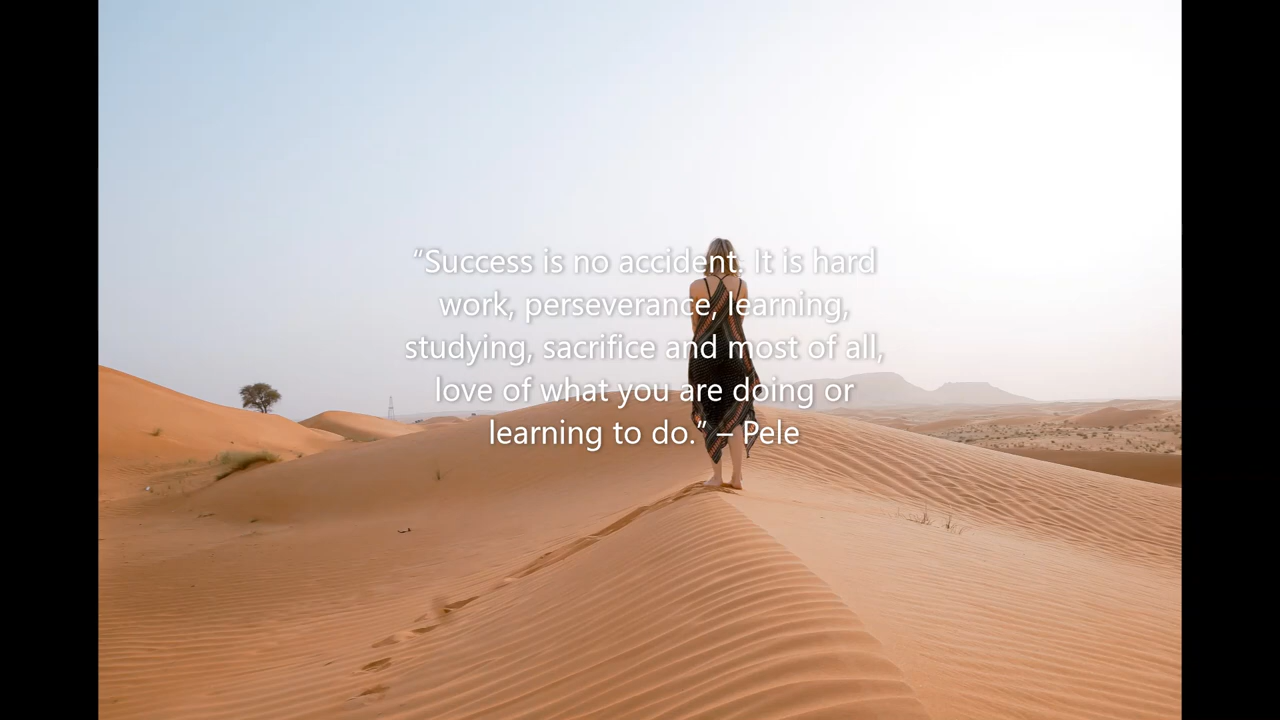 “Success is no accident. It is hard
work, perseverance, learning,
studying, sacrifice and most of all,
love of what you are doing or
learning to do.” – Pele